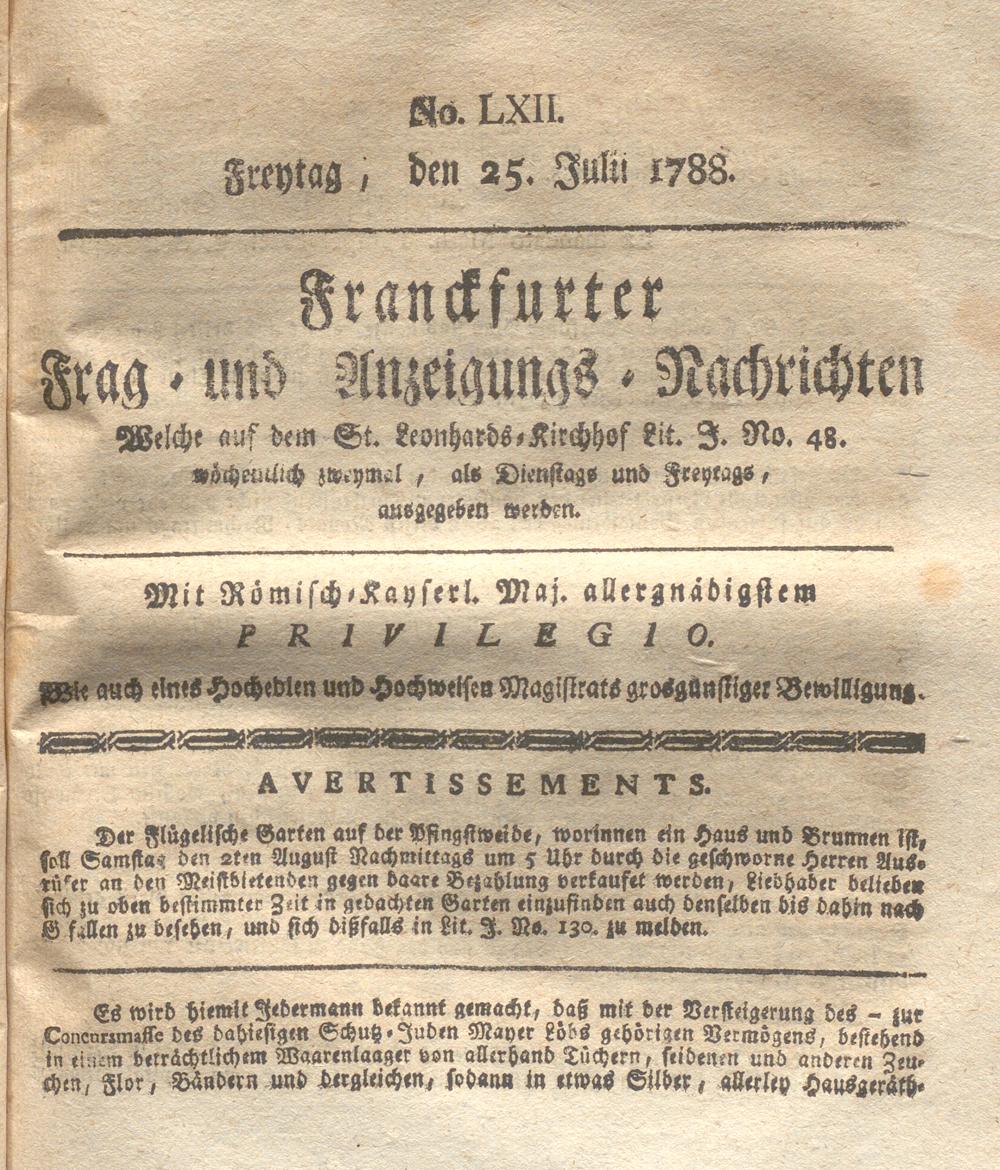 No. LXII.
Freytag, den 25. Julii 1788.
Franckfurter
Frag- und Anzeigungs-Nachrichten
Welche auf dem St. Leonhards-Kirchhof Lit. J. No. 48.
wöchentlich zweymal, als Dienstags und Freytags,
ausgegeben werden.
Mit Römisch-Kayserl. Maj. allergnädigstem
PRIVILEGIO.
Wie auch eines Hochedlen und Hochweisen Magistrats grosgünstiger Bewilligung.
AVERTISSEMENTS.
Der Flügelische Garten auf der Pfingstweide, worinnen ein Haus und Brunnen ist,
soll Samstag den 2ten August Nachmittags um 5 Uhr durch die geschworne Herren Aus-
rüfer an den Meistbietenden gegen baare Bezahlung verkaufet werden, Liebhaber belieben
sich zu oben bestimmter Zeit in gedachten Garten einzufinden auch denselben bis dahin nach
G fallen zu besehen, und sich dißfalls in Lit. J. No. 130. zu melden.
Es wird hiemit Jedermann bekannt gemacht, daß mit der Versteigerung des – zur
Concursmasse des dahiesigen Schutz-Juden Mayer Löbs gehörigen Vermögens, bestehend
in einem beträchtlichem Waarenlaager von allerhand Tüchern, seidenen und anderen Zeu-
chen, Flor, Bändern und dergleichen, sodann in etwas Silber, allerley Hausgeräth-